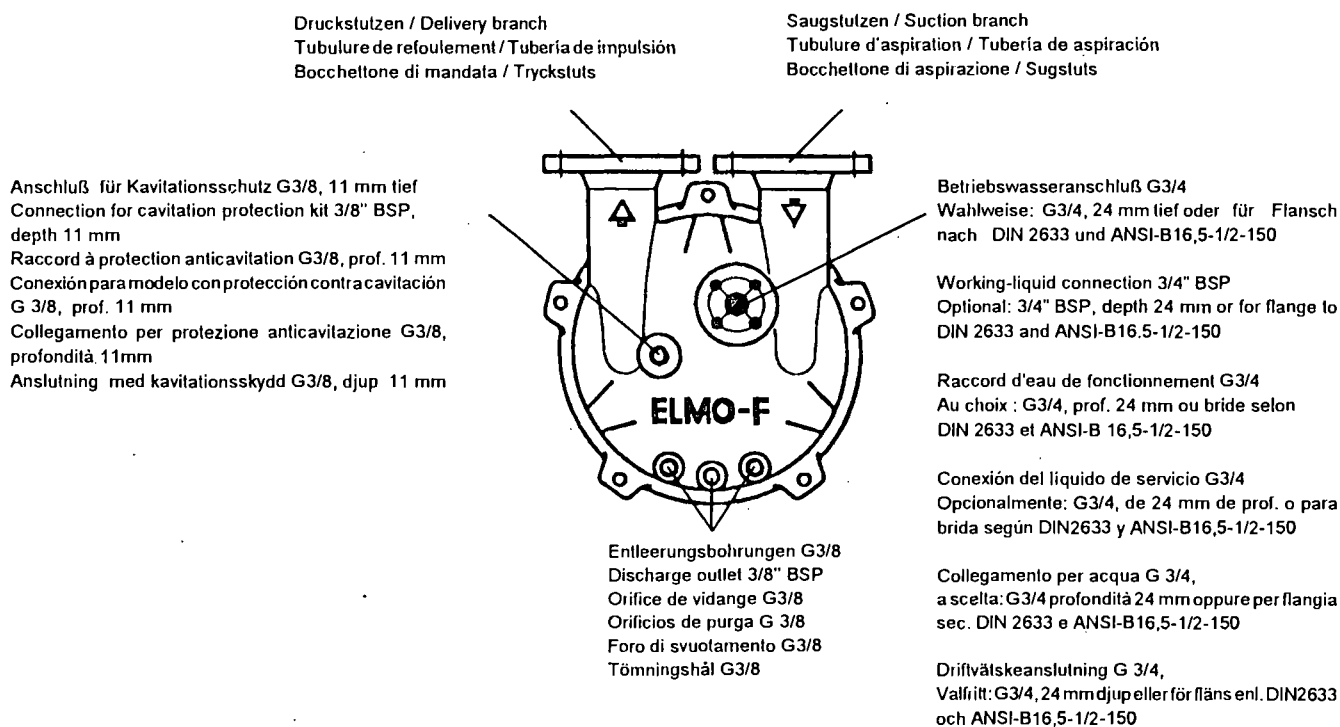 Druckstutzen / Delivery branch
Tubulure de refoulement / Tubería de impulsión
Bocchettone di mandata / Tryckstuts
Saugstutzen / Suction branch
Tubulure d'aspiration / Tubería de aspiración
Bocchettone di aspirazione / Sugstuts
Anschluß für Kavitationsschutz G3/8, 11 mm tief
Connection for cavitation protection kit 3/8" BSP,
depth 11 mm
Raccord à protection anticavitation G3/8, prof. 11 mm
Conexión para modelo con protección contra cavitación
G 3/8, prof. 11 mm
Collegamento per protezione anticavitazione G3/8,
profondità 11mm
Anslutning med kavitationsskydd G3/8, djup 11 mm
Betriebswasseranschluß G3/4
Wahlweise: G3/4, 24 mm tief oder für Flansch
nach DIN 2633 und ANSI-B16,5-1/2-150
Working-liquid connection 3/4" BSP
Optional: 3/4" BSP, depth 24 mm or for flange to
DIN 2633 and ANSI-B16.5-1/2-150
Raccord d'eau de fonctionnement G3/4
Au choix : G3/4, prof. 24 mm ou bride selon
DIN 2633 et ANSI-B 16,5-1/2-150
Conexión del líquido de servicio G3/4
Opcionalmente: G3/4, de 24 mm de prof. o para
brida según DIN2633 y ANSI-B16,5-1/2-150
Collegamento per acqua G 3/4,
a scelta: G3/4 profondità 24 mm oppure per flangia
sec. DIN 2633 e ANSI-B16,5-1/2-150
Driftvätskeanslutning G 3/4,
Valfritt: G3/4, 24 mm djup eller för fläns enl. DIN2633
och ANSI-B16,5-1/2-150
ELMO-F
Entleerungsbohrungen G3/8
Discharge outlet 3/8" BSP
Orifice de vidange G3/8
Orificios de purga G 3/8
Foro di svuotamento G3/8
Tömningshål G3/8